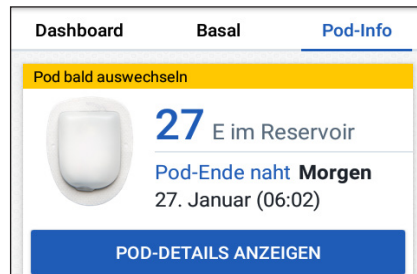 Dashboard Basal Pod-Info
Pod bald auswechseln
27 E im Reservoir
Pod-Ende naht Morgen
27. Januar (06:02)
POD-DETAILS ANZEIGEN